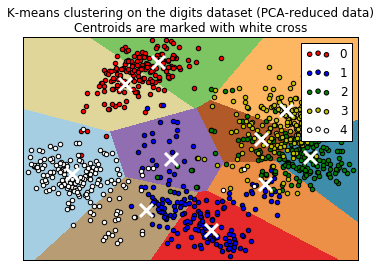 K-means clustering on the digits dataset (PCA-reduced data)
Centroids are marked with white cross
0
1
2
3
4